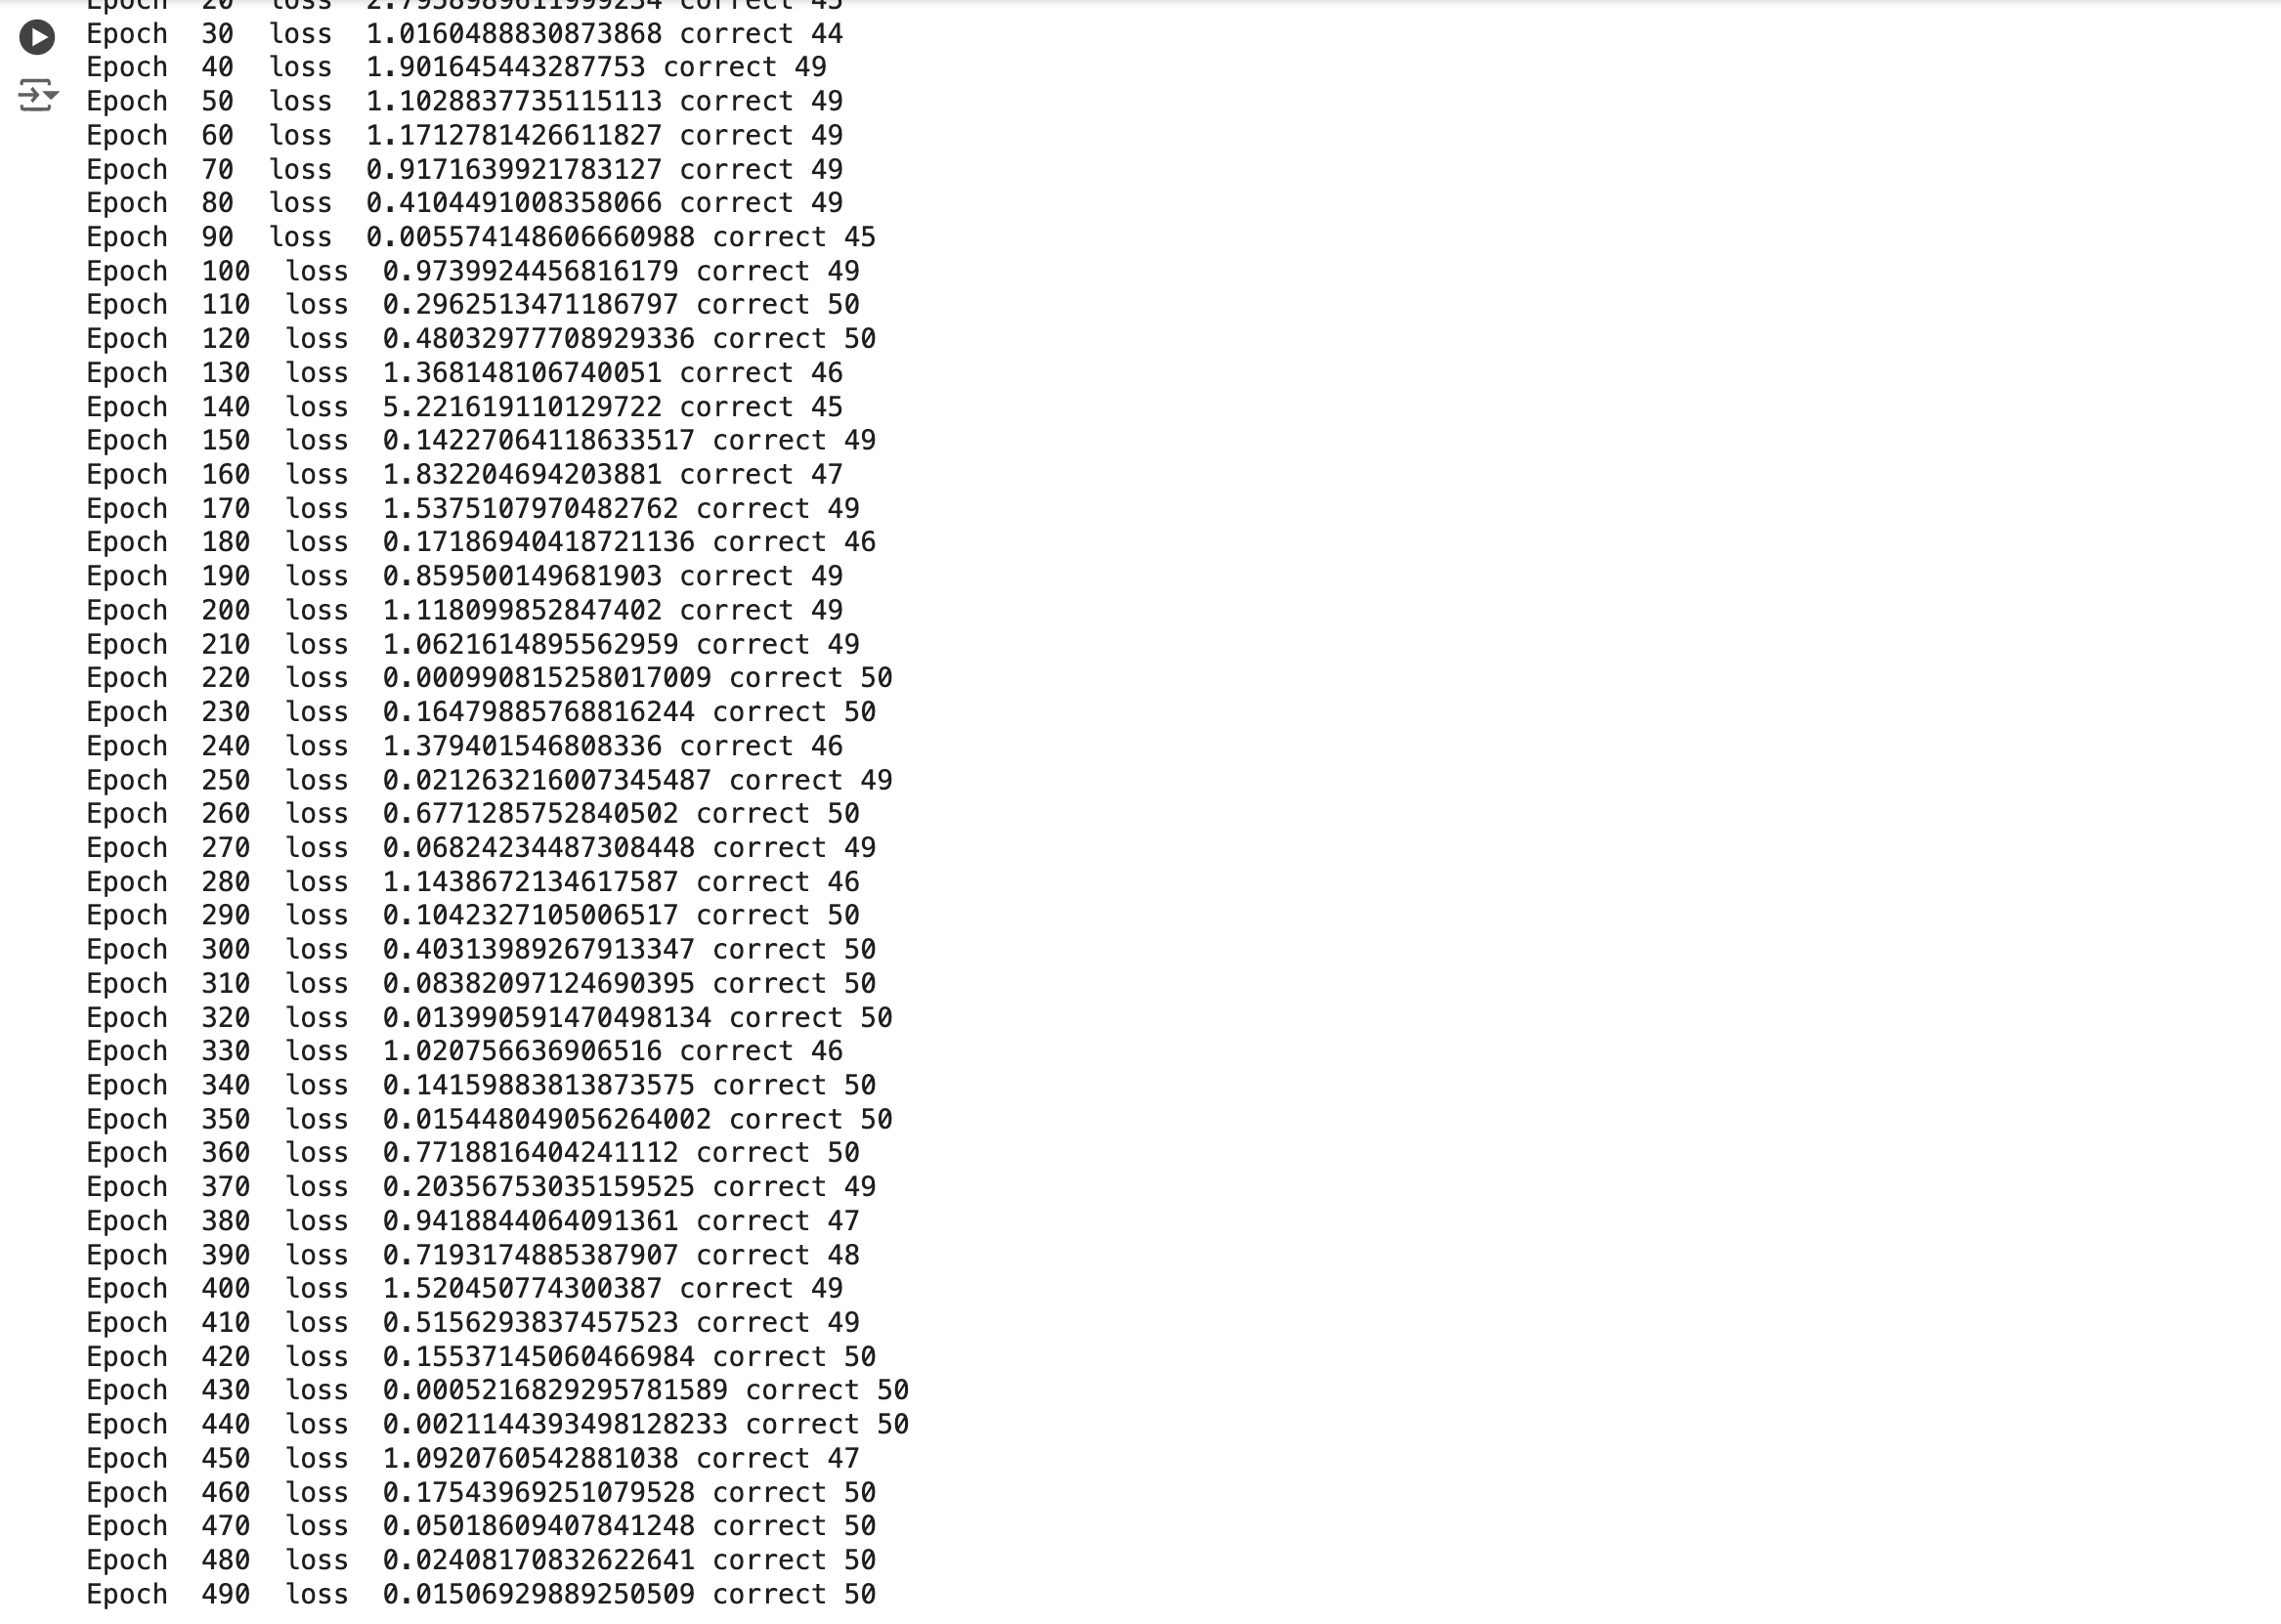 Epoch  20  loss  2.7958989611999234 correct 45
Epoch  30  loss  1.0160488830873868 correct 44
Epoch  40  loss  1.901645443287753 correct 49
Epoch  50  loss  1.1028837735115113 correct 49
Epoch  60  loss  1.1712781426611827 correct 49
Epoch  70  loss  0.9171639921783127 correct 49
Epoch  80  loss  0.4104491008358066 correct 49
Epoch  90  loss  0.005574148606660988 correct 45
Epoch  100  loss  0.9739924456816179 correct 49
Epoch  110  loss  0.2962513471186797 correct 50
Epoch  120  loss  0.48032977708929336 correct 50
Epoch  130  loss  1.368148106740051 correct 46
Epoch  140  loss  5.221619110129722 correct 45
Epoch  150  loss  0.14227064118633517 correct 49
Epoch  160  loss  1.832204694203881 correct 47
Epoch  170  loss  1.5375107970482762 correct 49
Epoch  180  loss  0.17186940418721136 correct 46
Epoch  190  loss  0.859500149681903 correct 49
Epoch  200  loss  1.118099852847402 correct 49
Epoch  210  loss  1.0621614895562959 correct 49
Epoch  220  loss  0.000990815258017009 correct 50
Epoch  230  loss  0.16479885768816244 correct 50
Epoch  240  loss  1.379401546808336 correct 46
Epoch  250  loss  0.021263216007345487 correct 49
Epoch  260  loss  0.6771285752840502 correct 50
Epoch  270  loss  0.06824234487308448 correct 49
Epoch  280  loss  1.1438672134617587 correct 46
Epoch  290  loss  0.1042327105006517 correct 50
Epoch  300  loss  0.40313989267913347 correct 50
Epoch  310  loss  0.08382097124690395 correct 50
Epoch  320  loss  0.013990591470498134 correct 50
Epoch  330  loss  1.020756636906516 correct 46
Epoch  340  loss  0.14159883813873575 correct 50
Epoch  350  loss  0.015448049056264002 correct 50
Epoch  360  loss  0.7718816404241112 correct 50
Epoch  370  loss  0.20356753035159525 correct 49
Epoch  380  loss  0.9418844064091361 correct 47
Epoch  390  loss  0.7193174885387907 correct 48
Epoch  400  loss  1.520450774300387 correct 49
Epoch  410  loss  0.5156293837457523 correct 49
Epoch  420  loss  0.15537145060466984 correct 50
Epoch  430  loss  0.0005216829295781589 correct 50
Epoch  440  loss  0.0021144393498128233 correct 50
Epoch  450  loss  1.0920760542881038 correct 47
Epoch  460  loss  0.17543969251079528 correct 50
Epoch  470  loss  0.05018609407841248 correct 50
Epoch  480  loss  0.02408170832622641 correct 50
Epoch  490  loss  0.01506929889250509 correct 50